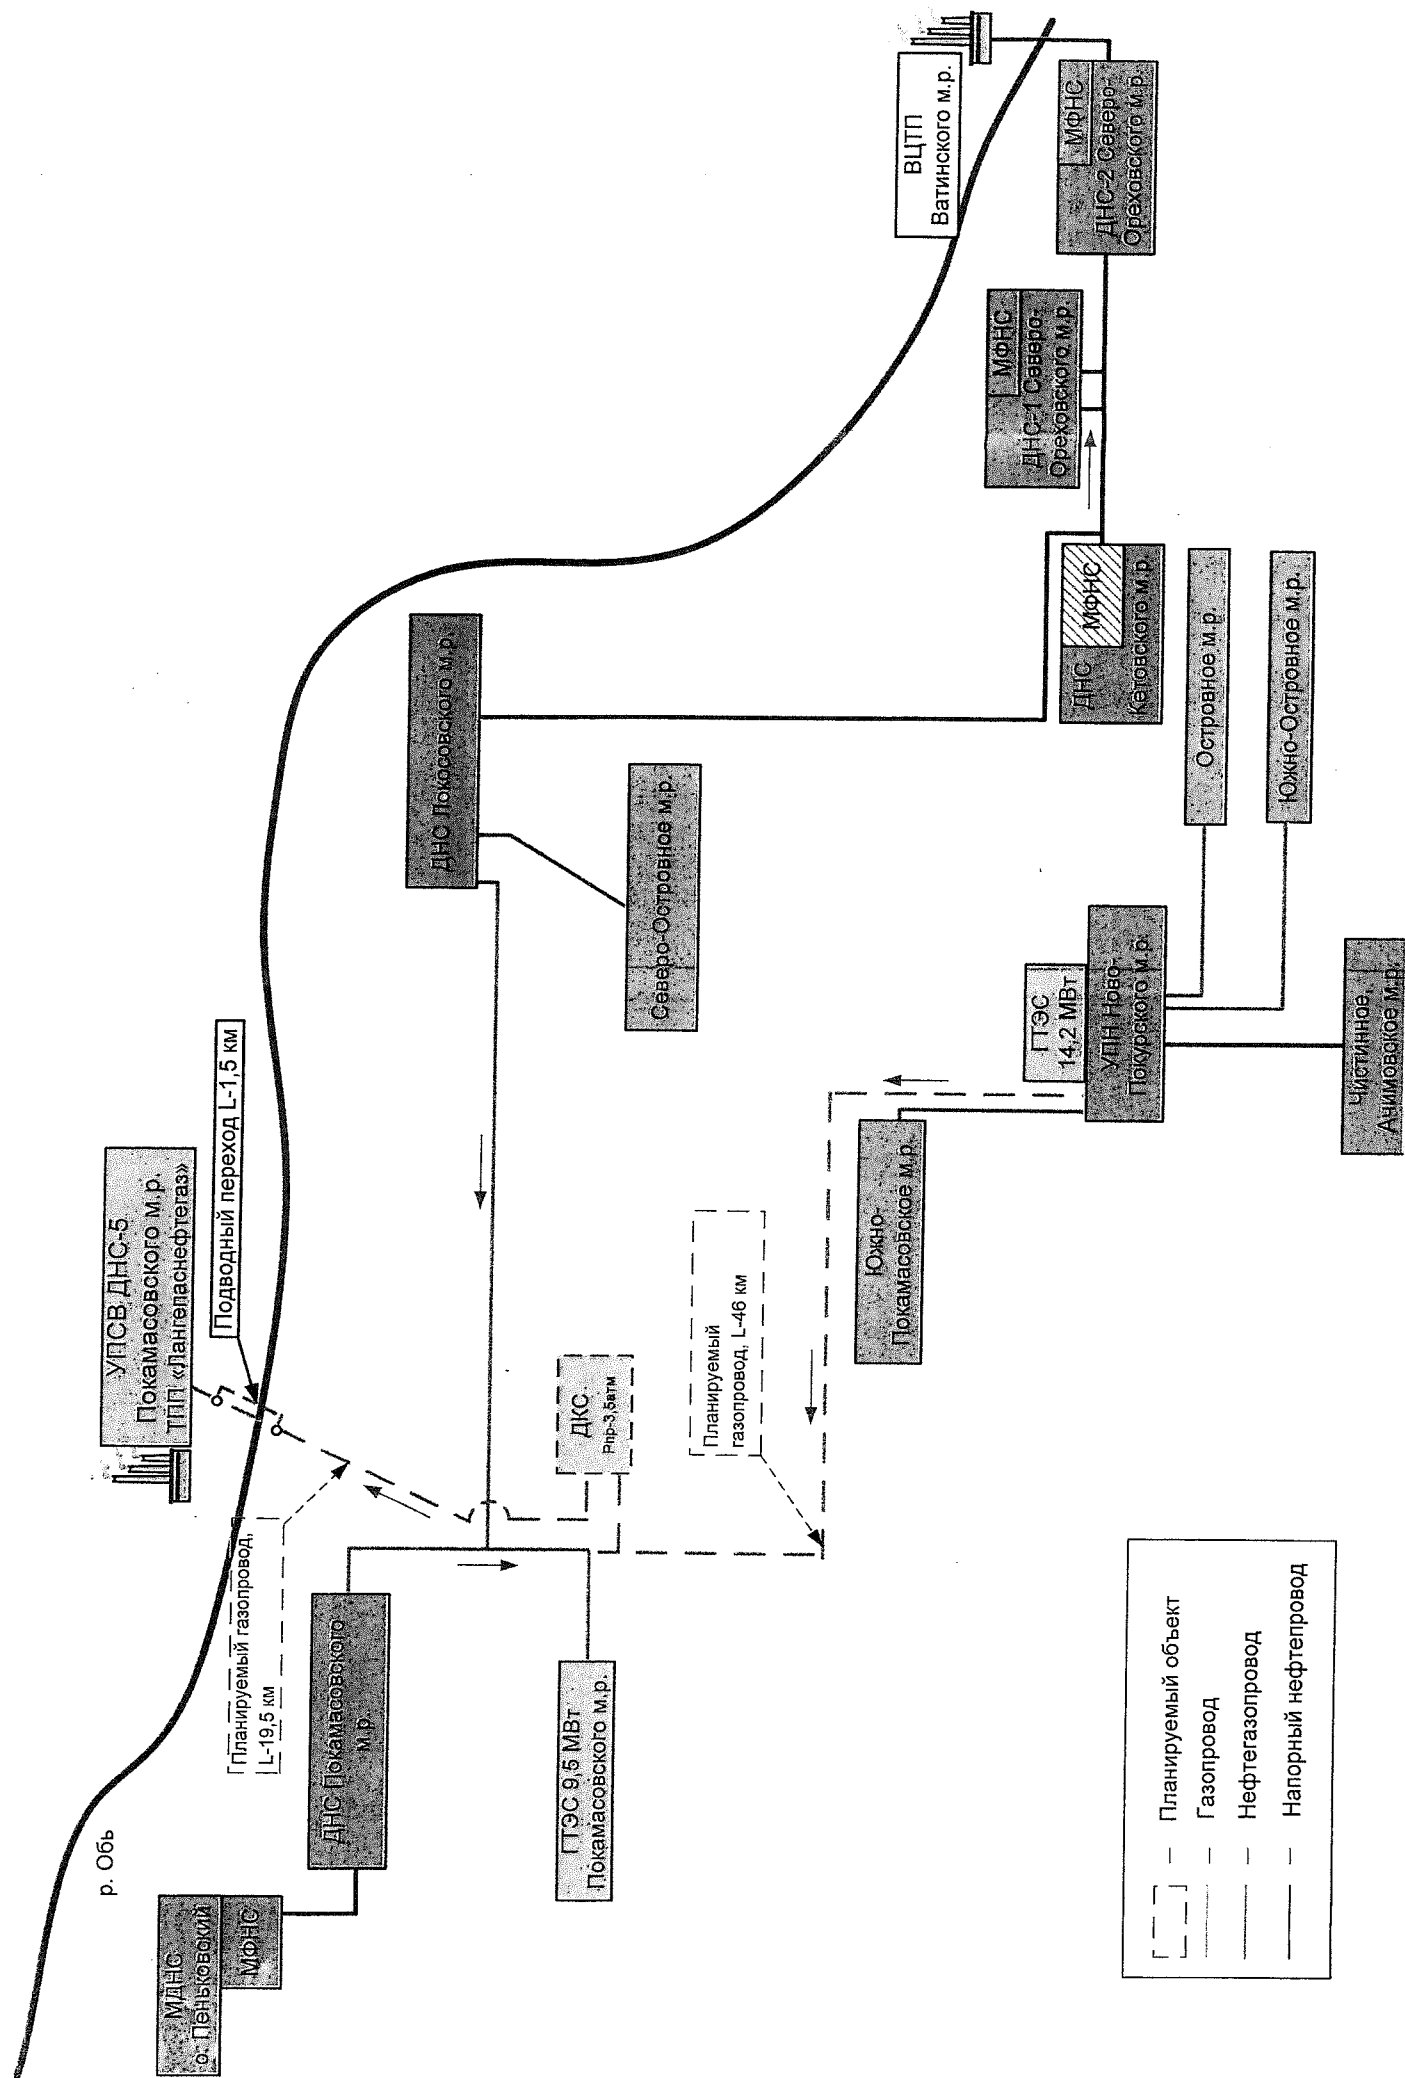 р. Обь
МДНС
о. Пеньковский
МФНС
Планируемый газопровод,
L-19,5 км
ДНС Покамасовского
м.р.
ГТЭС 9,5 МВт
Покамасовского м.р.
УПСВ ДНС-5
Покамасовского м.р.
ТПП «Лангепаснефтегаз»
Подводный переход L-1,5 км
ДКС
Pпр-3,5атм
Планируемый
газопровод, L-46 км
Южно-
Покамасовское м.р.
ДНС Локосовского м.р.
Северо-Островное м.р.
ГТЭС
14,2 МВт
УПН Ново-
Покурского м.р.
Чистинное,
Ачимовское м.р.
Островное м.р.
Южно-Островное м.р.
ДНС
МФНС
Кетовского м.р.
МФНС
ДНС-1 Северо-
Ореховского м.р.
МФНС
ДНС-2 Северо-
Ореховского м.р.
ВЦТП
Ватинского м.р.
– Планируемый объект
– Газопровод
– Нефтегазопровод
– Напорный нефтепровод